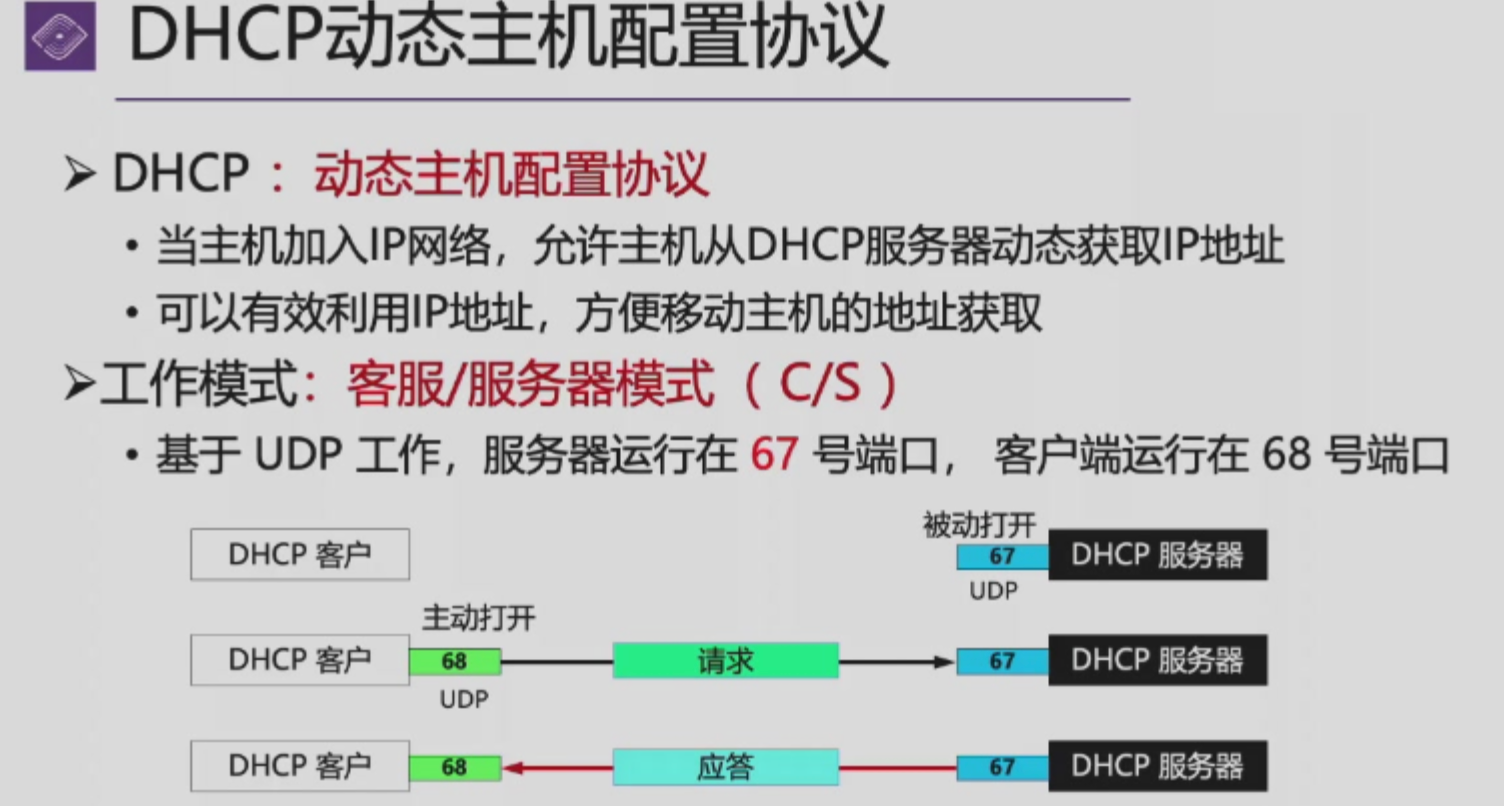 DHCP动态主机配置协议
➢ DHCP : 动态主机配置协议
• 当主机加入IP网络，允许主机从DHCP服务器动态获取IP地址
• 可以有效利用IP地址，方便移动主机的地址获取
➢工作模式: 客服/服务器模式 ( C/S )
• 基于 UDP 工作，服务器运行在 67 号端口， 客户端运行在 68 号端口
被动打开
DHCP 客户 67 DHCP 服务器
UDP
主动打开
DHCP 客户 68 请求 67 DHCP 服务器
UDP
DHCP 客户 68 应答 67 DHCP 服务器